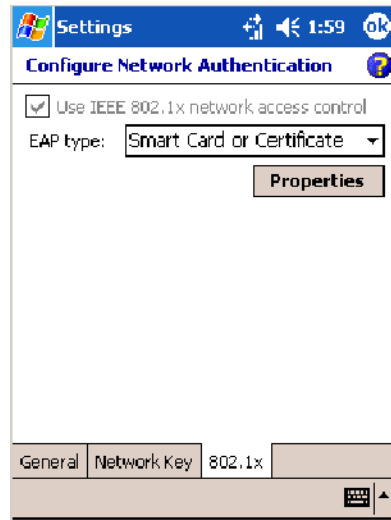 Settings 1:59 ok
Configure Network Authentication ?
Use IEEE 802.1x network access control
EAP type: Smart Card or Certificate
Properties
General Network Key 802.1x